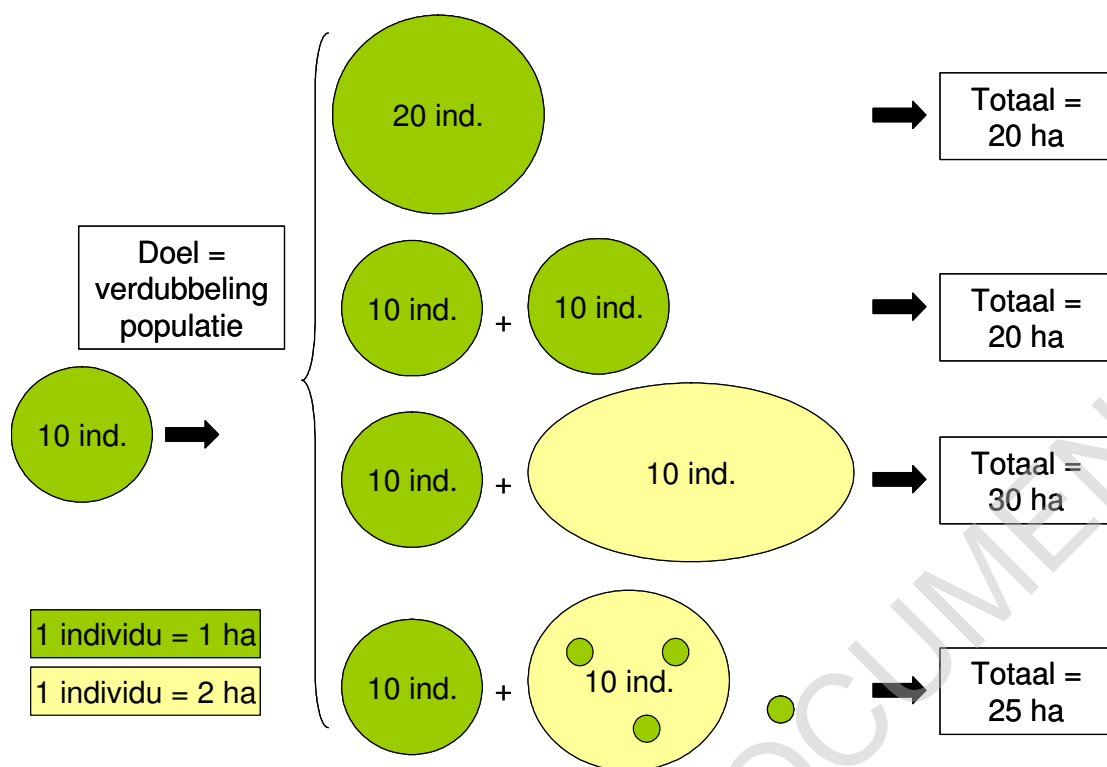 20 ind.
Totaal =
20 ha
Doel =
verdubbeling
populatie
10 ind.
+
10 ind.
Totaal =
20 ha
10 ind.
10 ind.
+
10 ind.
Totaal =
30 ha
1 individu = 1 ha
1 individu = 2 ha
10 ind.
+
10 ind.
Totaal =
25 ha